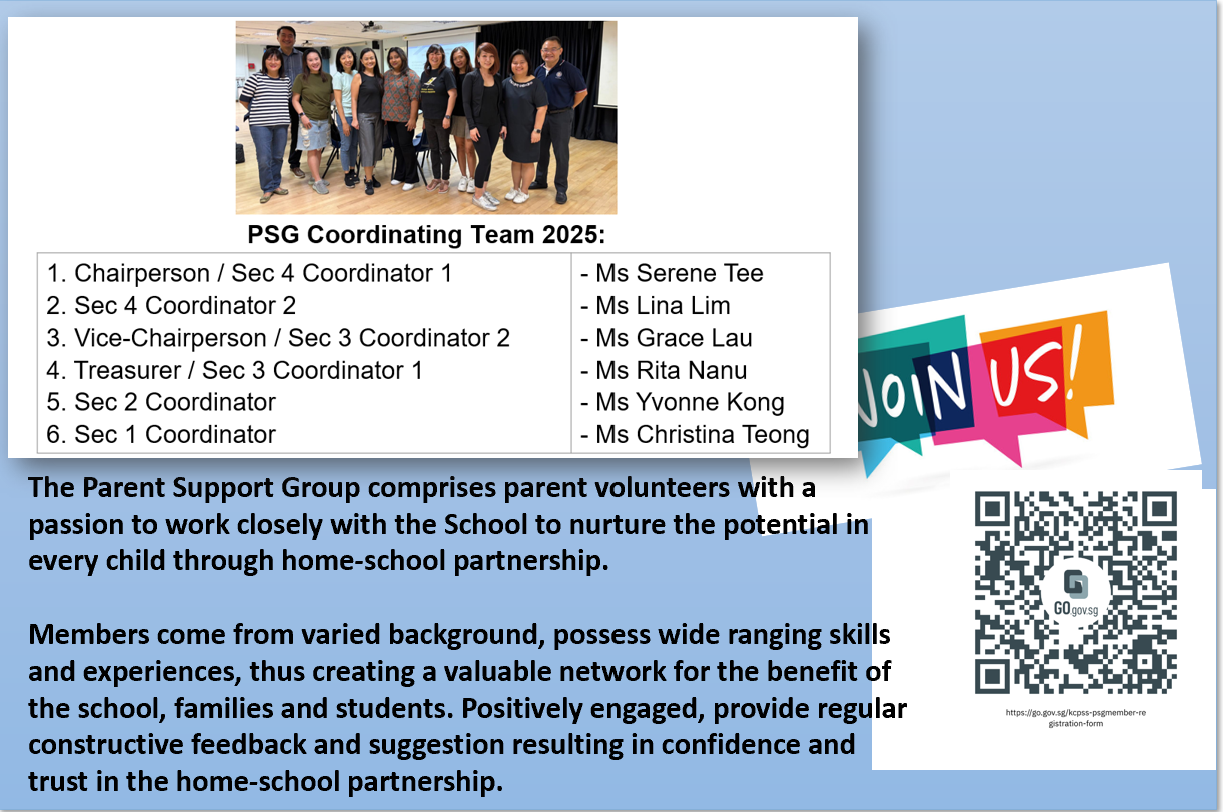 PSG Coordinating Team 2025:
1. Chairperson / Sec 4 Coordinator 1 - Ms Serene Tee
2. Sec 4 Coordinator 2 - Ms Lina Lim
3. Vice-Chairperson / Sec 3 Coordinator 2 - Ms Grace Lau
4. Treasurer / Sec 3 Coordinator 1 - Ms Rita Nanu
5. Sec 2 Coordinator - Ms Yvonne Kong
6. Sec 1 Coordinator - Ms Christina Teong
JOIN US!
The Parent Support Group comprises parent volunteers with a
passion to work closely with the School to nurture the potential in
every child through home-school partnership.
Members come from varied background, possess wide ranging skills
and experiences, thus creating a valuable network for the benefit of
the school, families and students. Positively engaged, provide regular
constructive feedback and suggestion resulting in confidence and
trust in the home-school partnership.
GO.gov.sg
https://go.gov.sg/kcpss-psgmember-re
gistration-form